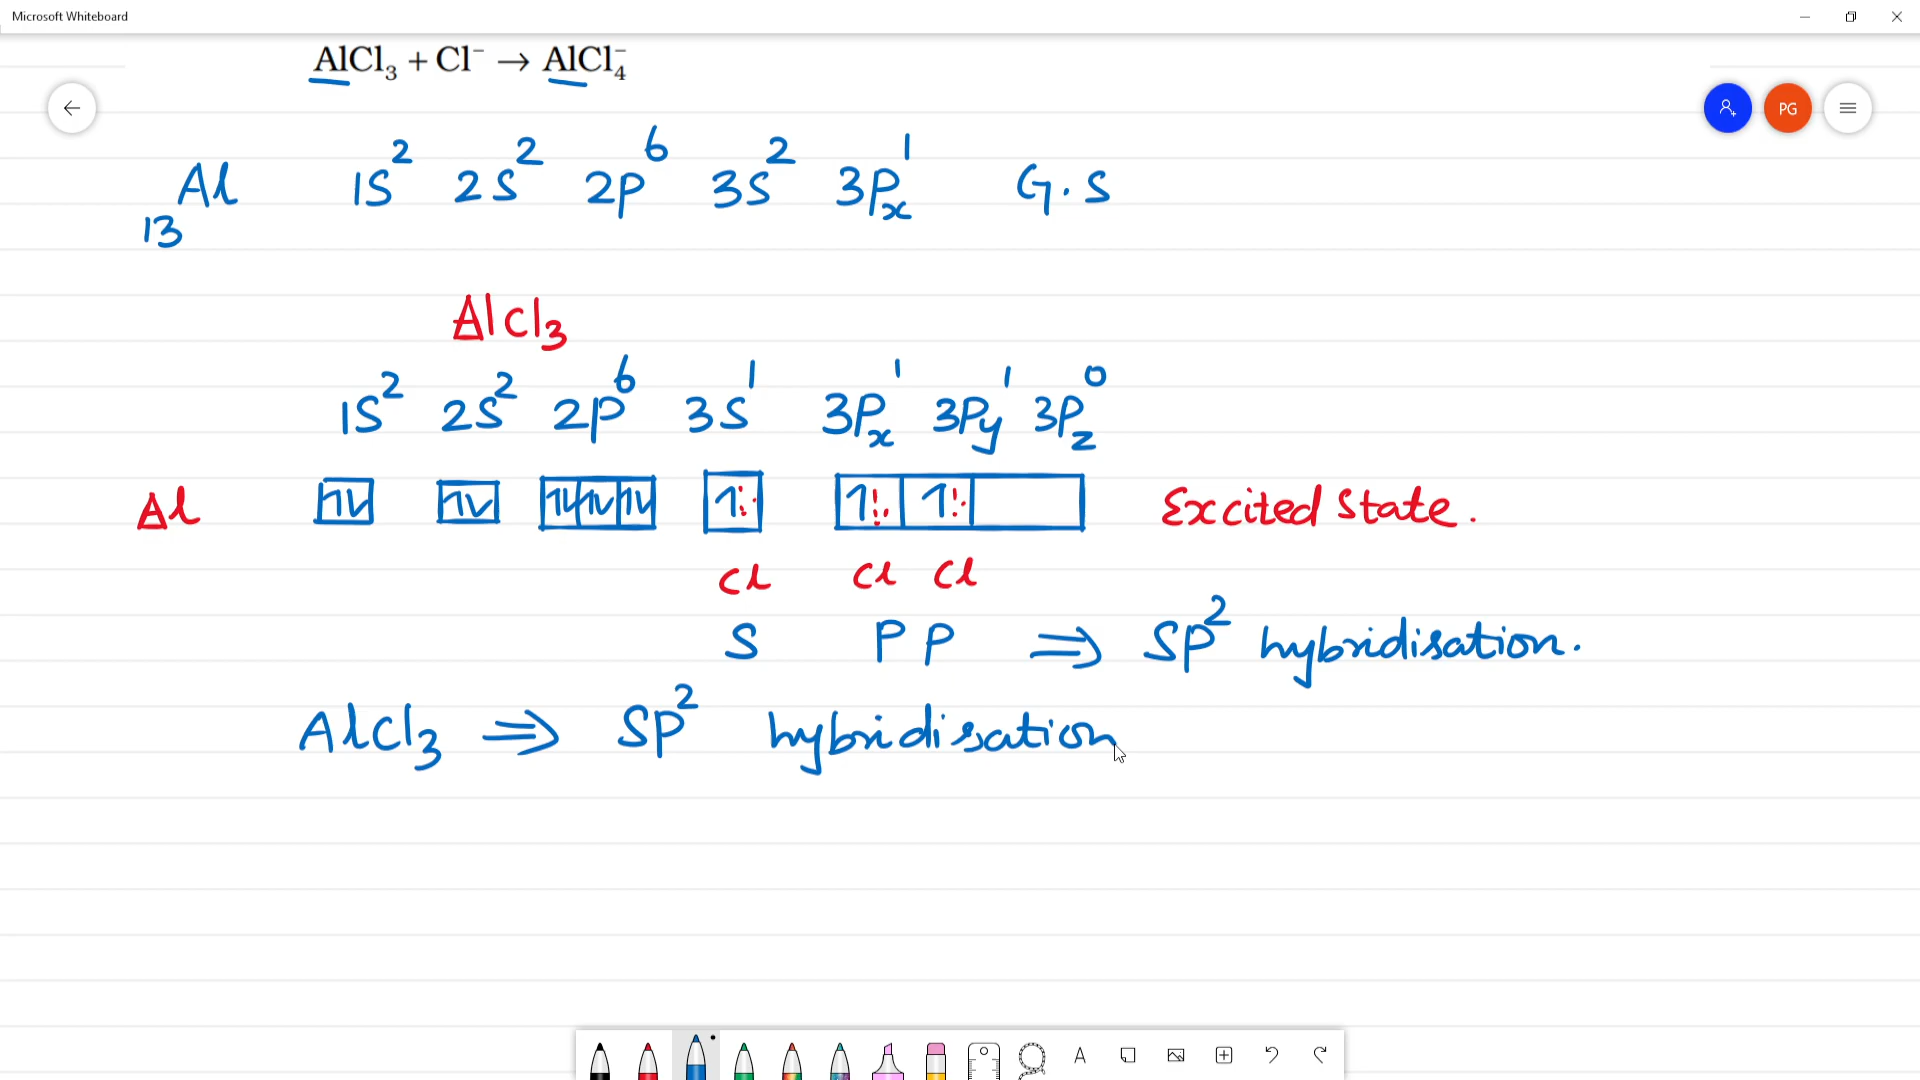 Microsoft Whiteboard
AlCl₃ + Cl⁻ → AlCl₄⁻
PG
₁₃Al 1s² 2s² 2p⁶ 3s² 3pₓ¹ G.S
AlCl₃
1s² 2s² 2p⁶ 3s¹ 3pₓ¹ 3py¹ 3pz⁰
Al Excited State.
Cl Cl Cl
S P P ⇒ SP² hybridisation.
AlCl₃ ⇒ SP² hybridisation
A